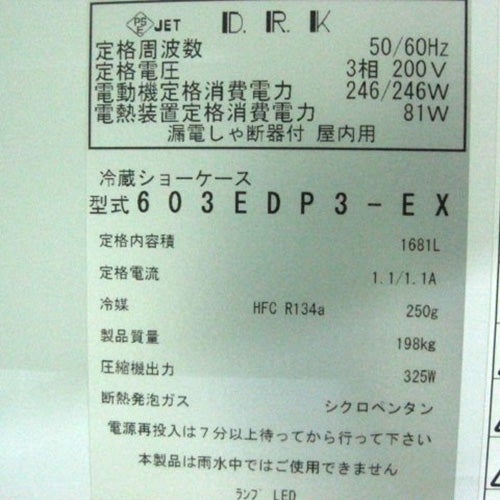 PSE JET D.R.K
定格周波数 50/60Hz
定格電圧 3相 200V
電動機定格消費電力 246/246W
電熱装置定格消費電力 81W
漏電しゃ断器付 屋内用
冷蔵ショーケース
型式 603EDP3-EX
定格内容積 1681L
定格電流 1.1/1.1A
冷媒 HFC R134a 250g
製品質量 198kg
圧縮機出力 325W
断熱発泡ガス シクロペンタン
電源再投入は7分以上待ってから行って下さい
本製品は雨水中ではご使用できません
ランプ LED